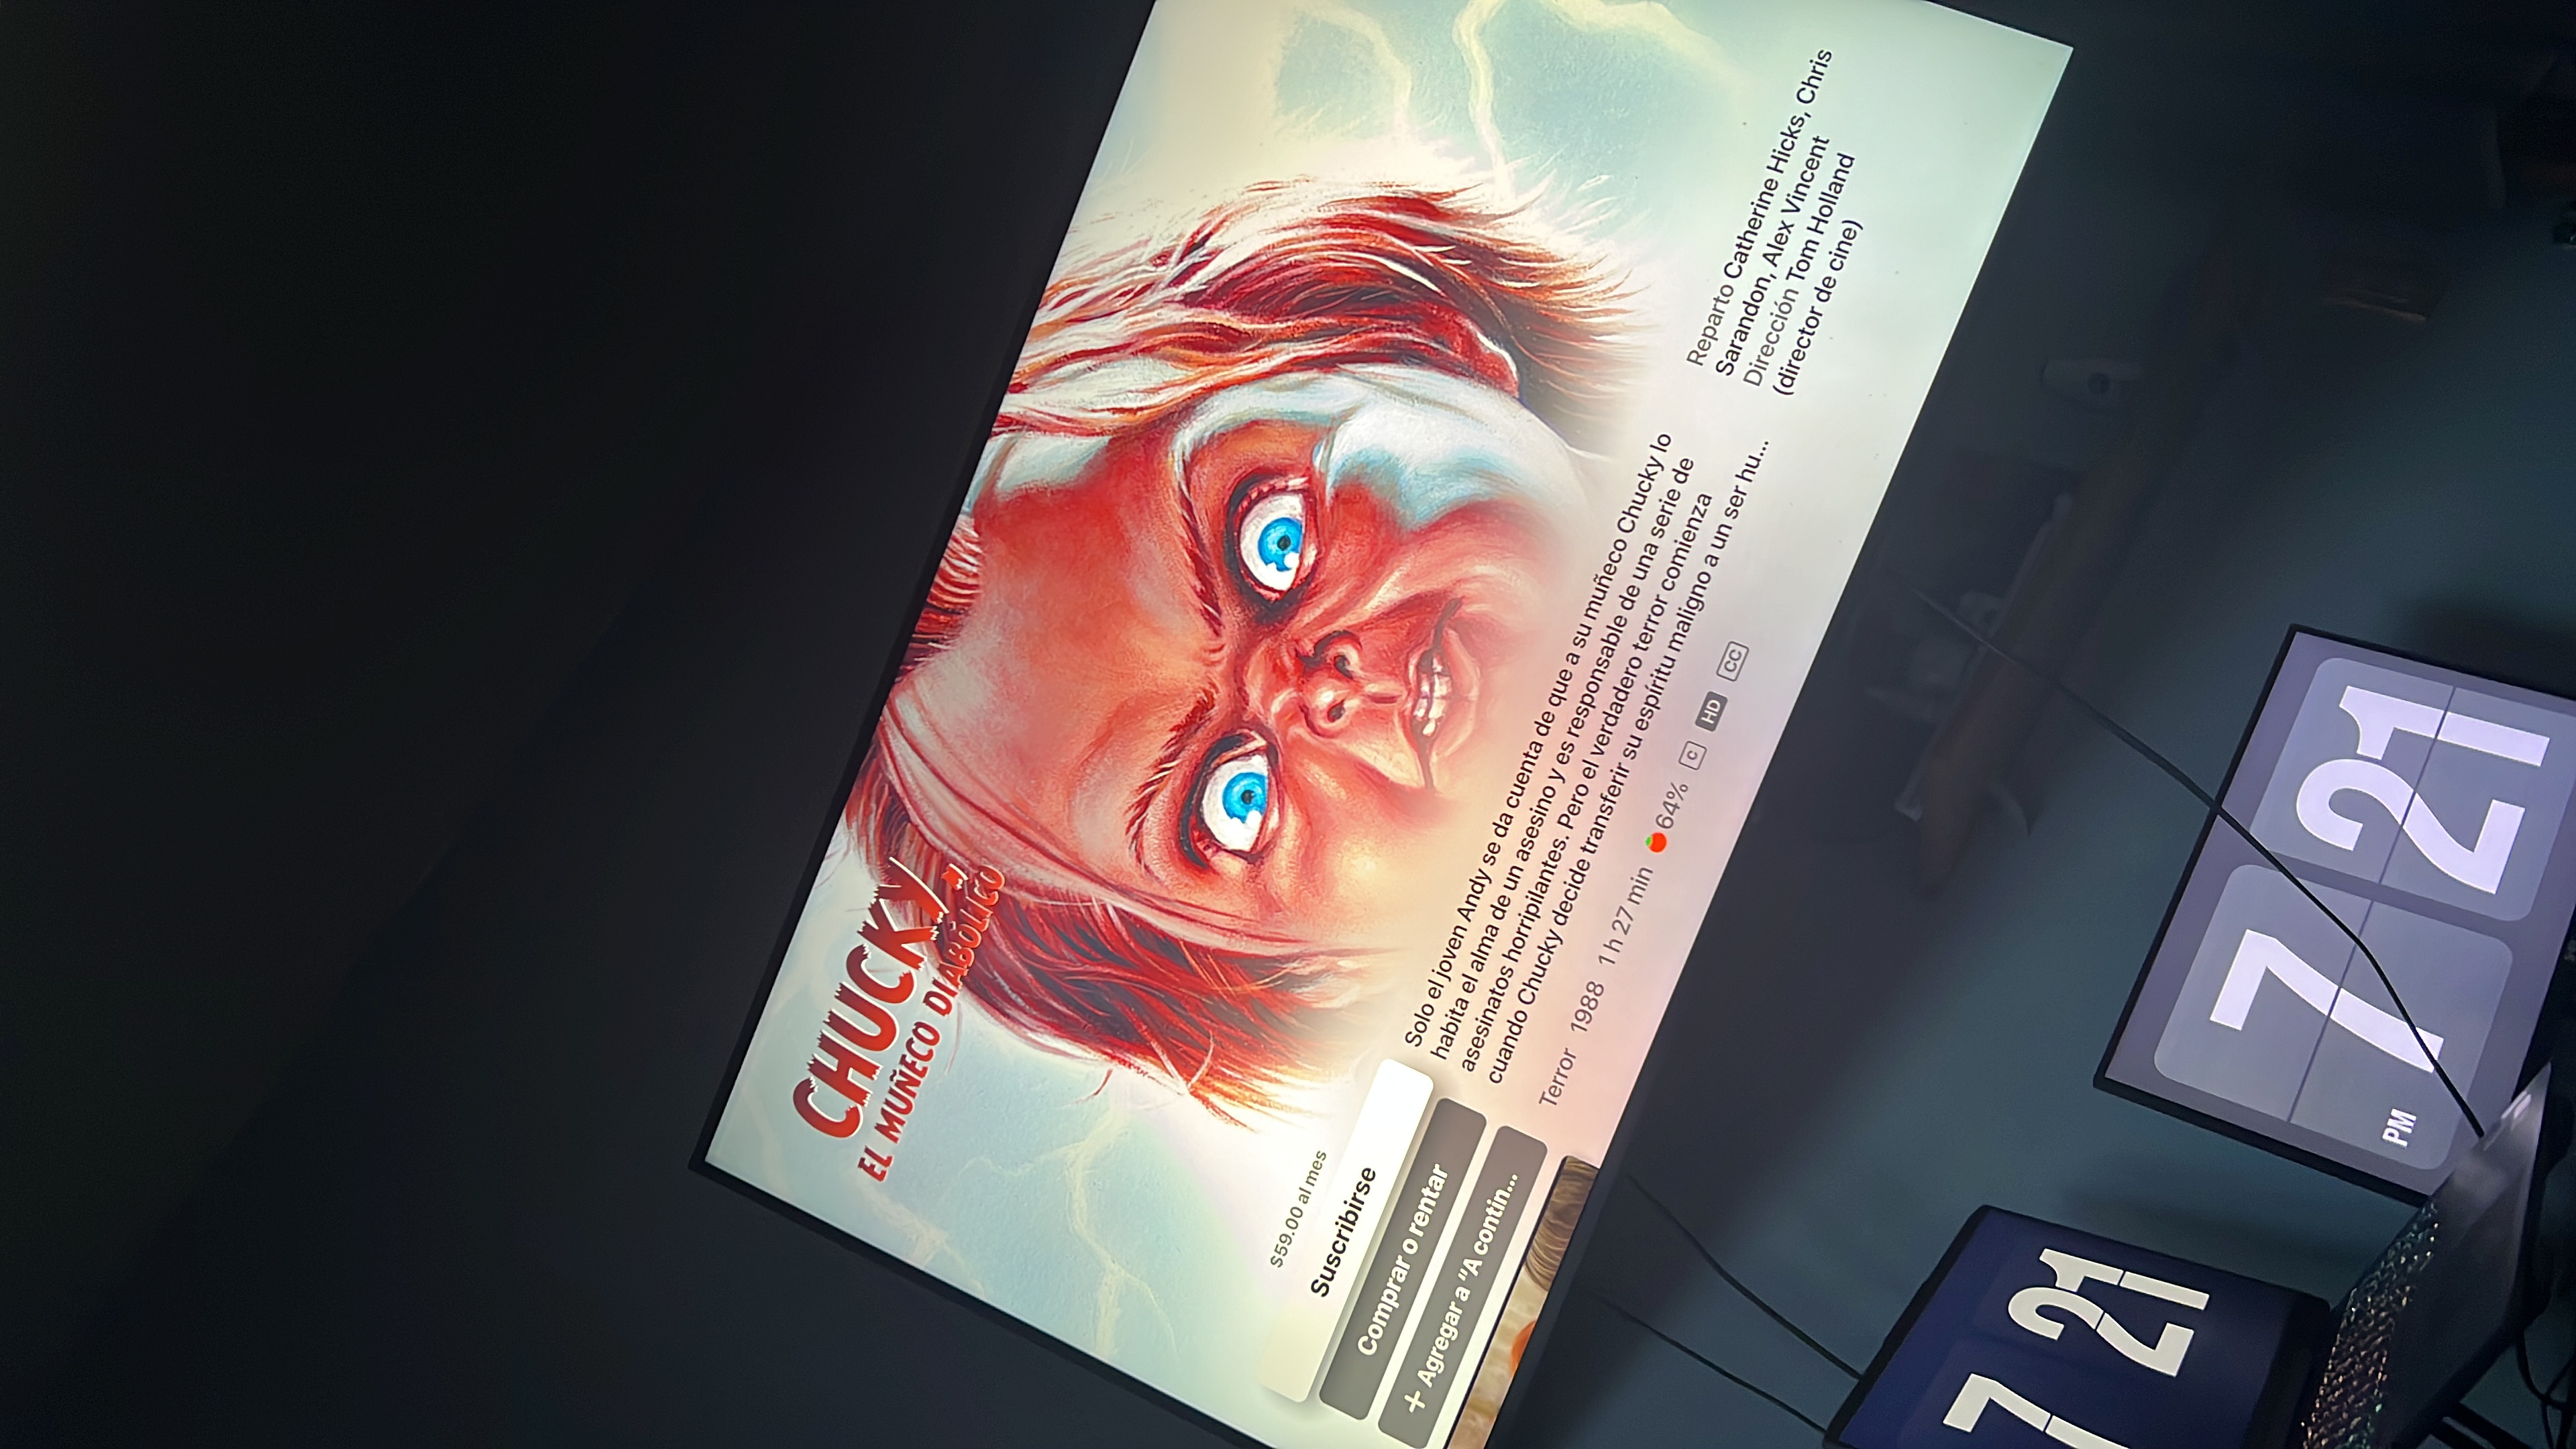 CHUCKY,
EL MUÑECO DIABÓLICO
$59.00 al mes
Suscribirse
Comprar o rentar
+ Agregar a “A contin...
Solo el joven Andy se da cuenta de que a su muñeco Chucky lo
habita el alma de un asesino y es responsable de una serie de
asesinatos horripilantes. Pero el verdadero terror comienza
cuando Chucky decide transferir su espíritu maligno a un ser hu...
Terror 1988 1 h 27 min 64% C HD CC
Reparto Catherine Hicks, Chris
Sarandon, Alex Vincent
Dirección Tom Holland
(director de cine)
7 21
7 21
PM